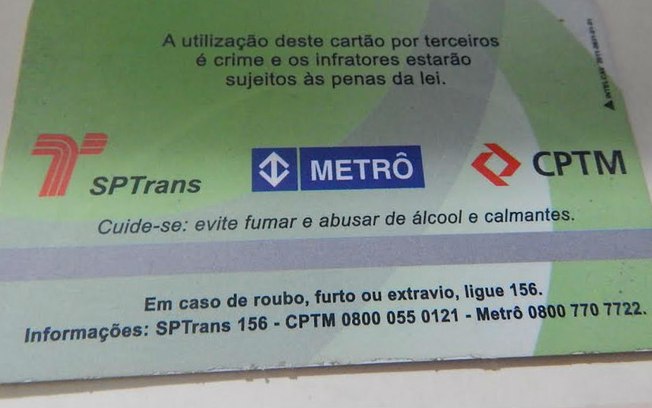 A utilização deste cartão por terceiros
é crime e os infratores estarão
sujeitos às penas da lei.
SPTrans
METRÔ
CPTM
Cuide-se: evite fumar e abusar de álcool e calmantes.
Em caso de roubo, furto ou extravio, ligue 156.
Informações: SPTrans 156 - CPTM 0800 055 0121 - Metrô 0800 770 7722.